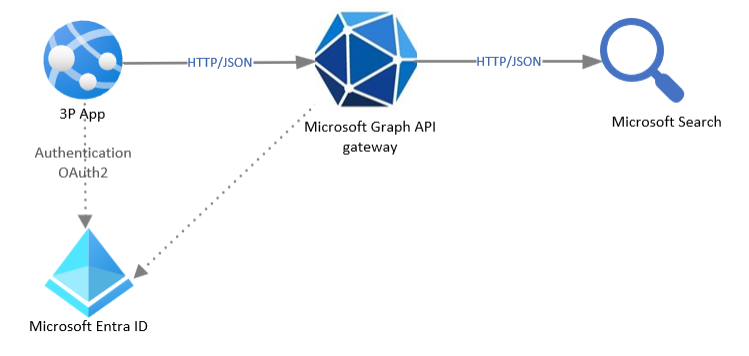 HTTP/JSON
HTTP/JSON
3P App
Microsoft Graph API
gateway
Microsoft Search
Authentication
OAuth2
Microsoft Entra ID